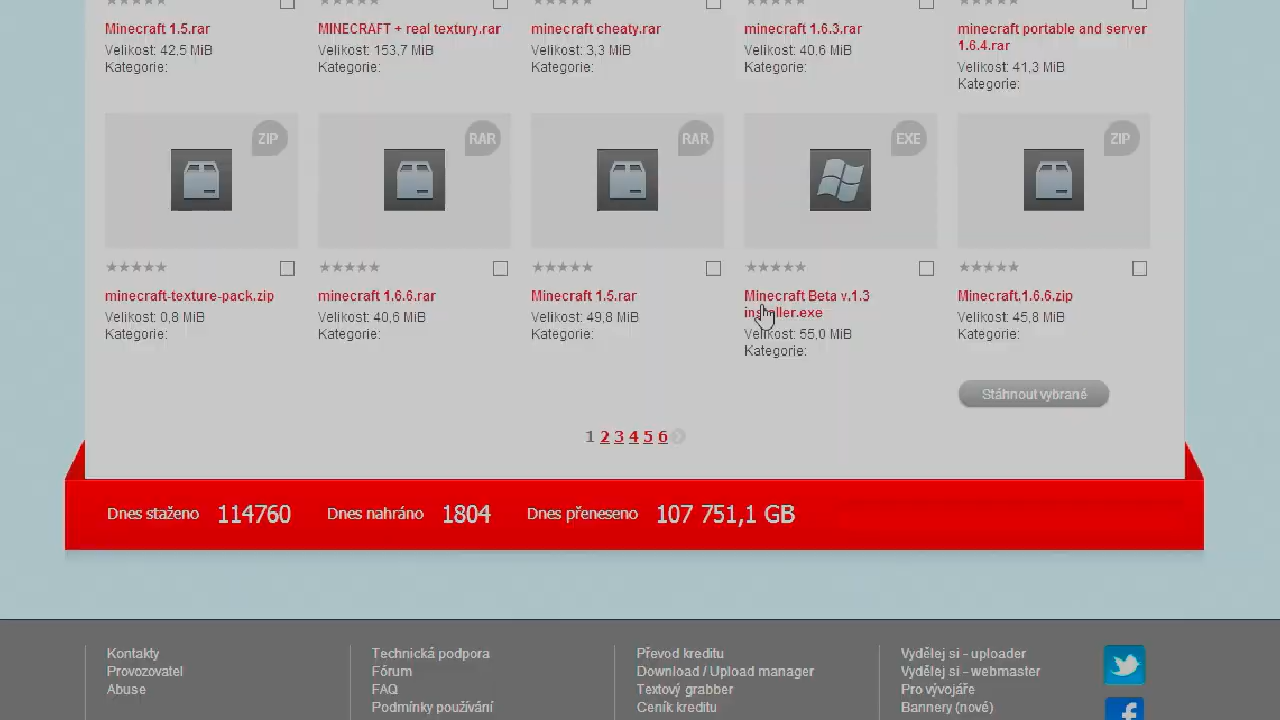 Minecraft 1.5.rar
MINECRAFT + real textury.rar
minecraft cheaty.rar
minecraft 1.6.3.rar
minecraft portable and server
1.6.4.rar
Velikost: 42,5 MiB
Velikost: 153,7 MiB
Velikost: 3,3 MiB
Velikost: 40,6 MiB
Velikost: 41,3 MiB
Kategorie:
Kategorie:
Kategorie:
Kategorie:
Kategorie:
ZIP
RAR
RAR
EXE
ZIP
minecraft-texture-pack.zip
minecraft 1.6.6.rar
Minecraft 1.5.rar
Minecraft Beta v.1.3
installer.exe
Minecraft.1.6.6.zip
Velikost: 0,8 MiB
Velikost: 40,6 MiB
Velikost: 49,8 MiB
Velikost: 55,0 MiB
Velikost: 45,8 MiB
Kategorie:
Kategorie:
Kategorie:
Kategorie:
Kategorie:
Stáhnout vybrané
1 2 3 4 5 6
Dnes staženo 114760 Dnes nahráno 1804 Dnes přeneseno 107 751,1 GB
Kontakty
Provozovatel
Abuse
Technická podpora
Fórum
FAQ
Podmínky používání
Převod kreditu
Download / Upload manager
Textový grabber
Ceník kreditu
Vydělej si - uploader
Vydělej si - webmaster
Pro vývojáře
Bannery (nové)